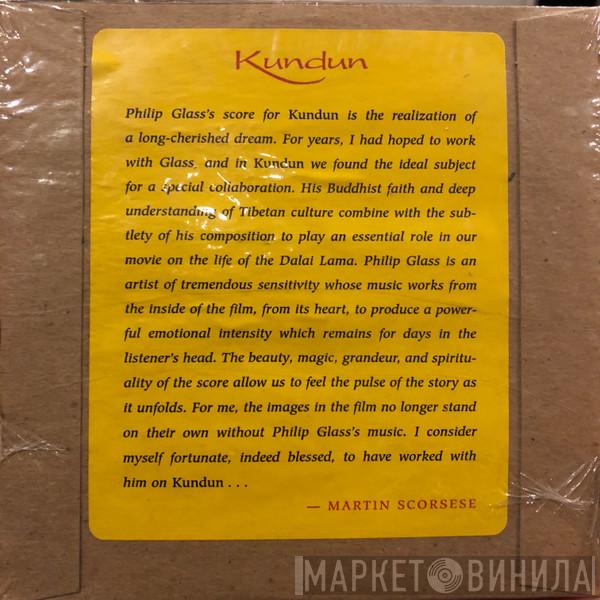 Kundun
Philip Glass's score for Kundun is the realization of
a long-cherished dream. For years, I had hoped to work
with Glass, and in Kundun we found the ideal subject
for a special collaboration. His Buddhist faith and deep
understanding of Tibetan culture combine with the sub-
tlety of his composition to play an essential role in our
movie on the life of the Dalai Lama. Philip Glass is an
artist of tremendous sensitivity whose music works from
the inside of the film, from its heart, to produce a power-
ful emotional intensity which remains for days in the
listener's head. The beauty, magic, grandeur, and spiritu-
ality of the score allow us to feel the pulse of the story as
it unfolds. For me, the images in the film no longer stand
on their own without Philip Glass's music. I consider
myself fortunate, indeed blessed, to have worked with
him on Kundun . . .
— MARTIN SCORSESE
МАРКЕТ ВИНИЛА